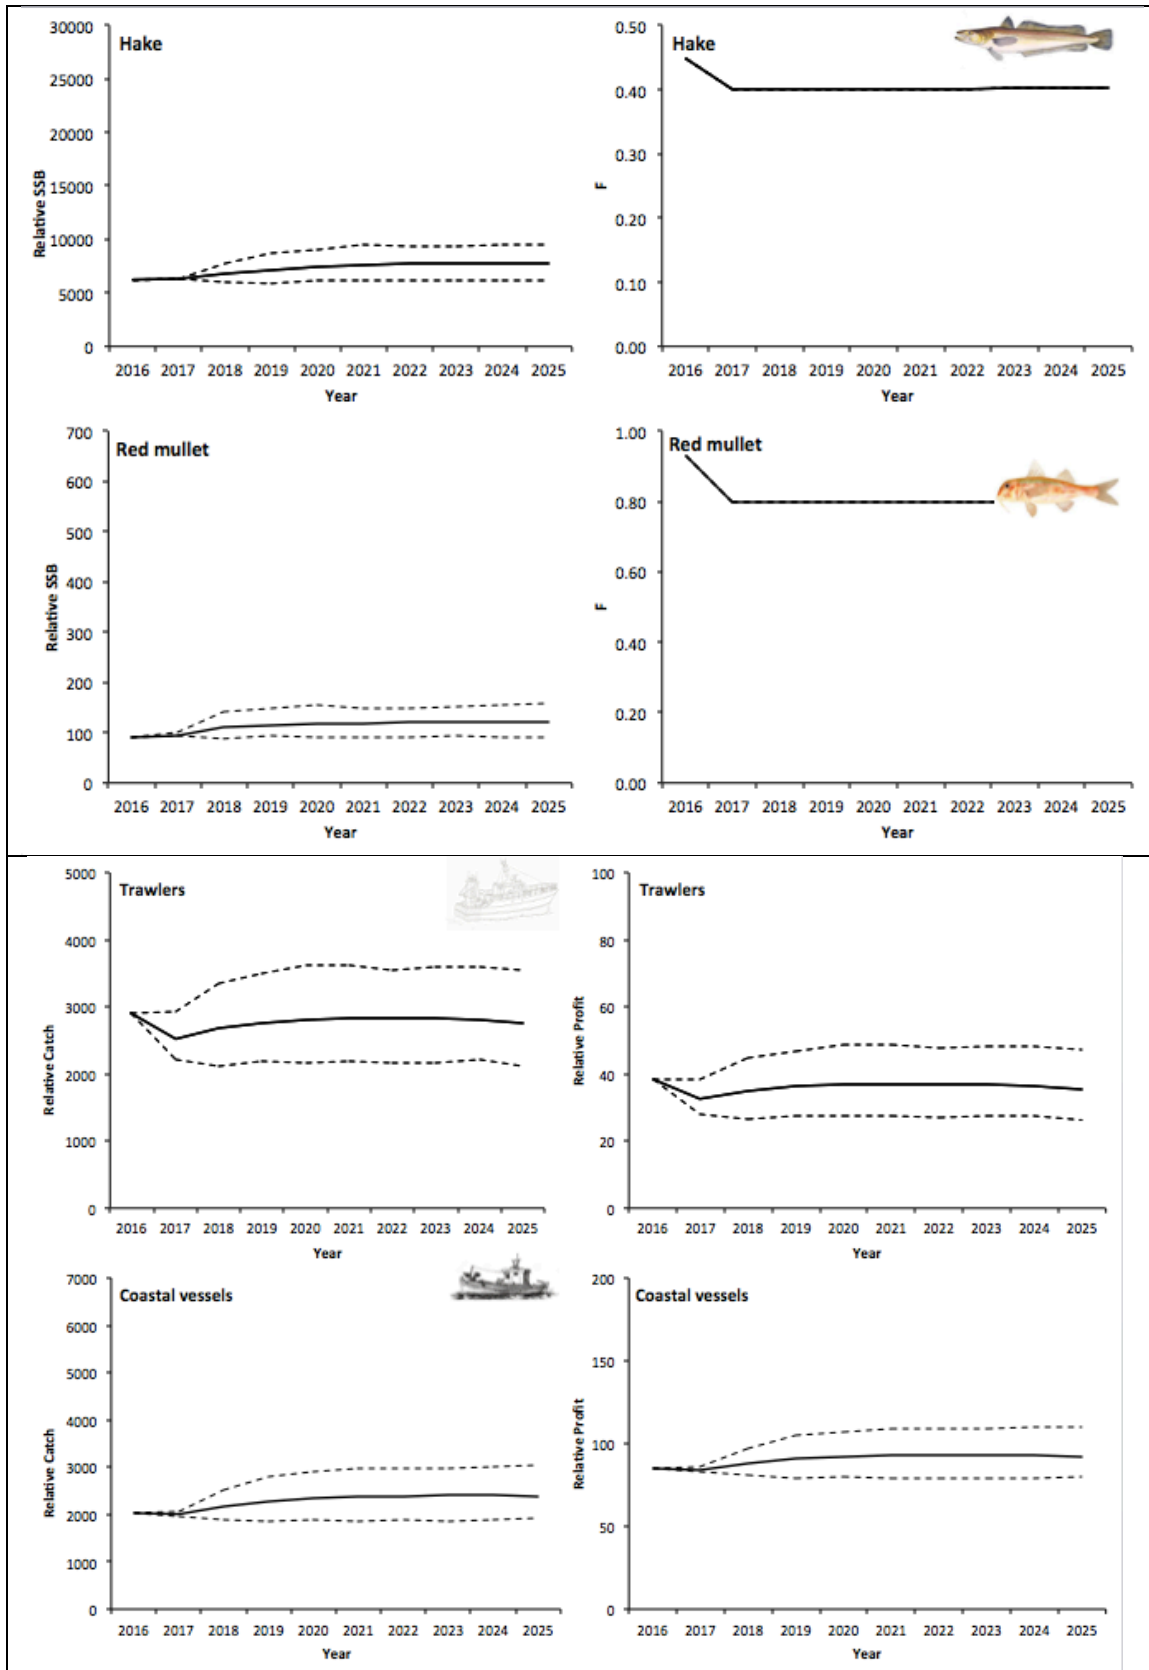 Hake
30000
25000
20000
15000
10000
5000
0
Relative SSB
2016 2017 2018 2019 2020 2021 2022 2023 2024 2025
Year
Hake
0.50
0.40
0.30
0.20
0.10
0.00
F
2016 2017 2018 2019 2020 2021 2022 2023 2024 2025
Year
Red mullet
700
600
500
400
300
200
100
0
Relative SSB
2016 2017 2018 2019 2020 2021 2022 2023 2024 2025
Year
Red mullet
1.00
0.80
0.60
0.40
0.20
0.00
F
2016 2017 2018 2019 2020 2021 2022 2023 2024 2025
Year
Trawlers
5000
4000
3000
2000
1000
0
Relative Catch
2016 2017 2018 2019 2020 2021 2022 2023 2024 2025
Year
Trawlers
100
80
60
40
20
0
Relative Profit
2016 2017 2018 2019 2020 2021 2022 2023 2024 2025
Year
Coastal vessels
7000
6000
5000
4000
3000
2000
1000
0
Relative Catch
2016 2017 2018 2019 2020 2021 2022 2023 2024 2025
Year
Coastal vessels
200
150
100
50
0
Relative Profit
2016 2017 2018 2019 2020 2021 2022 2023 2024 2025
Year